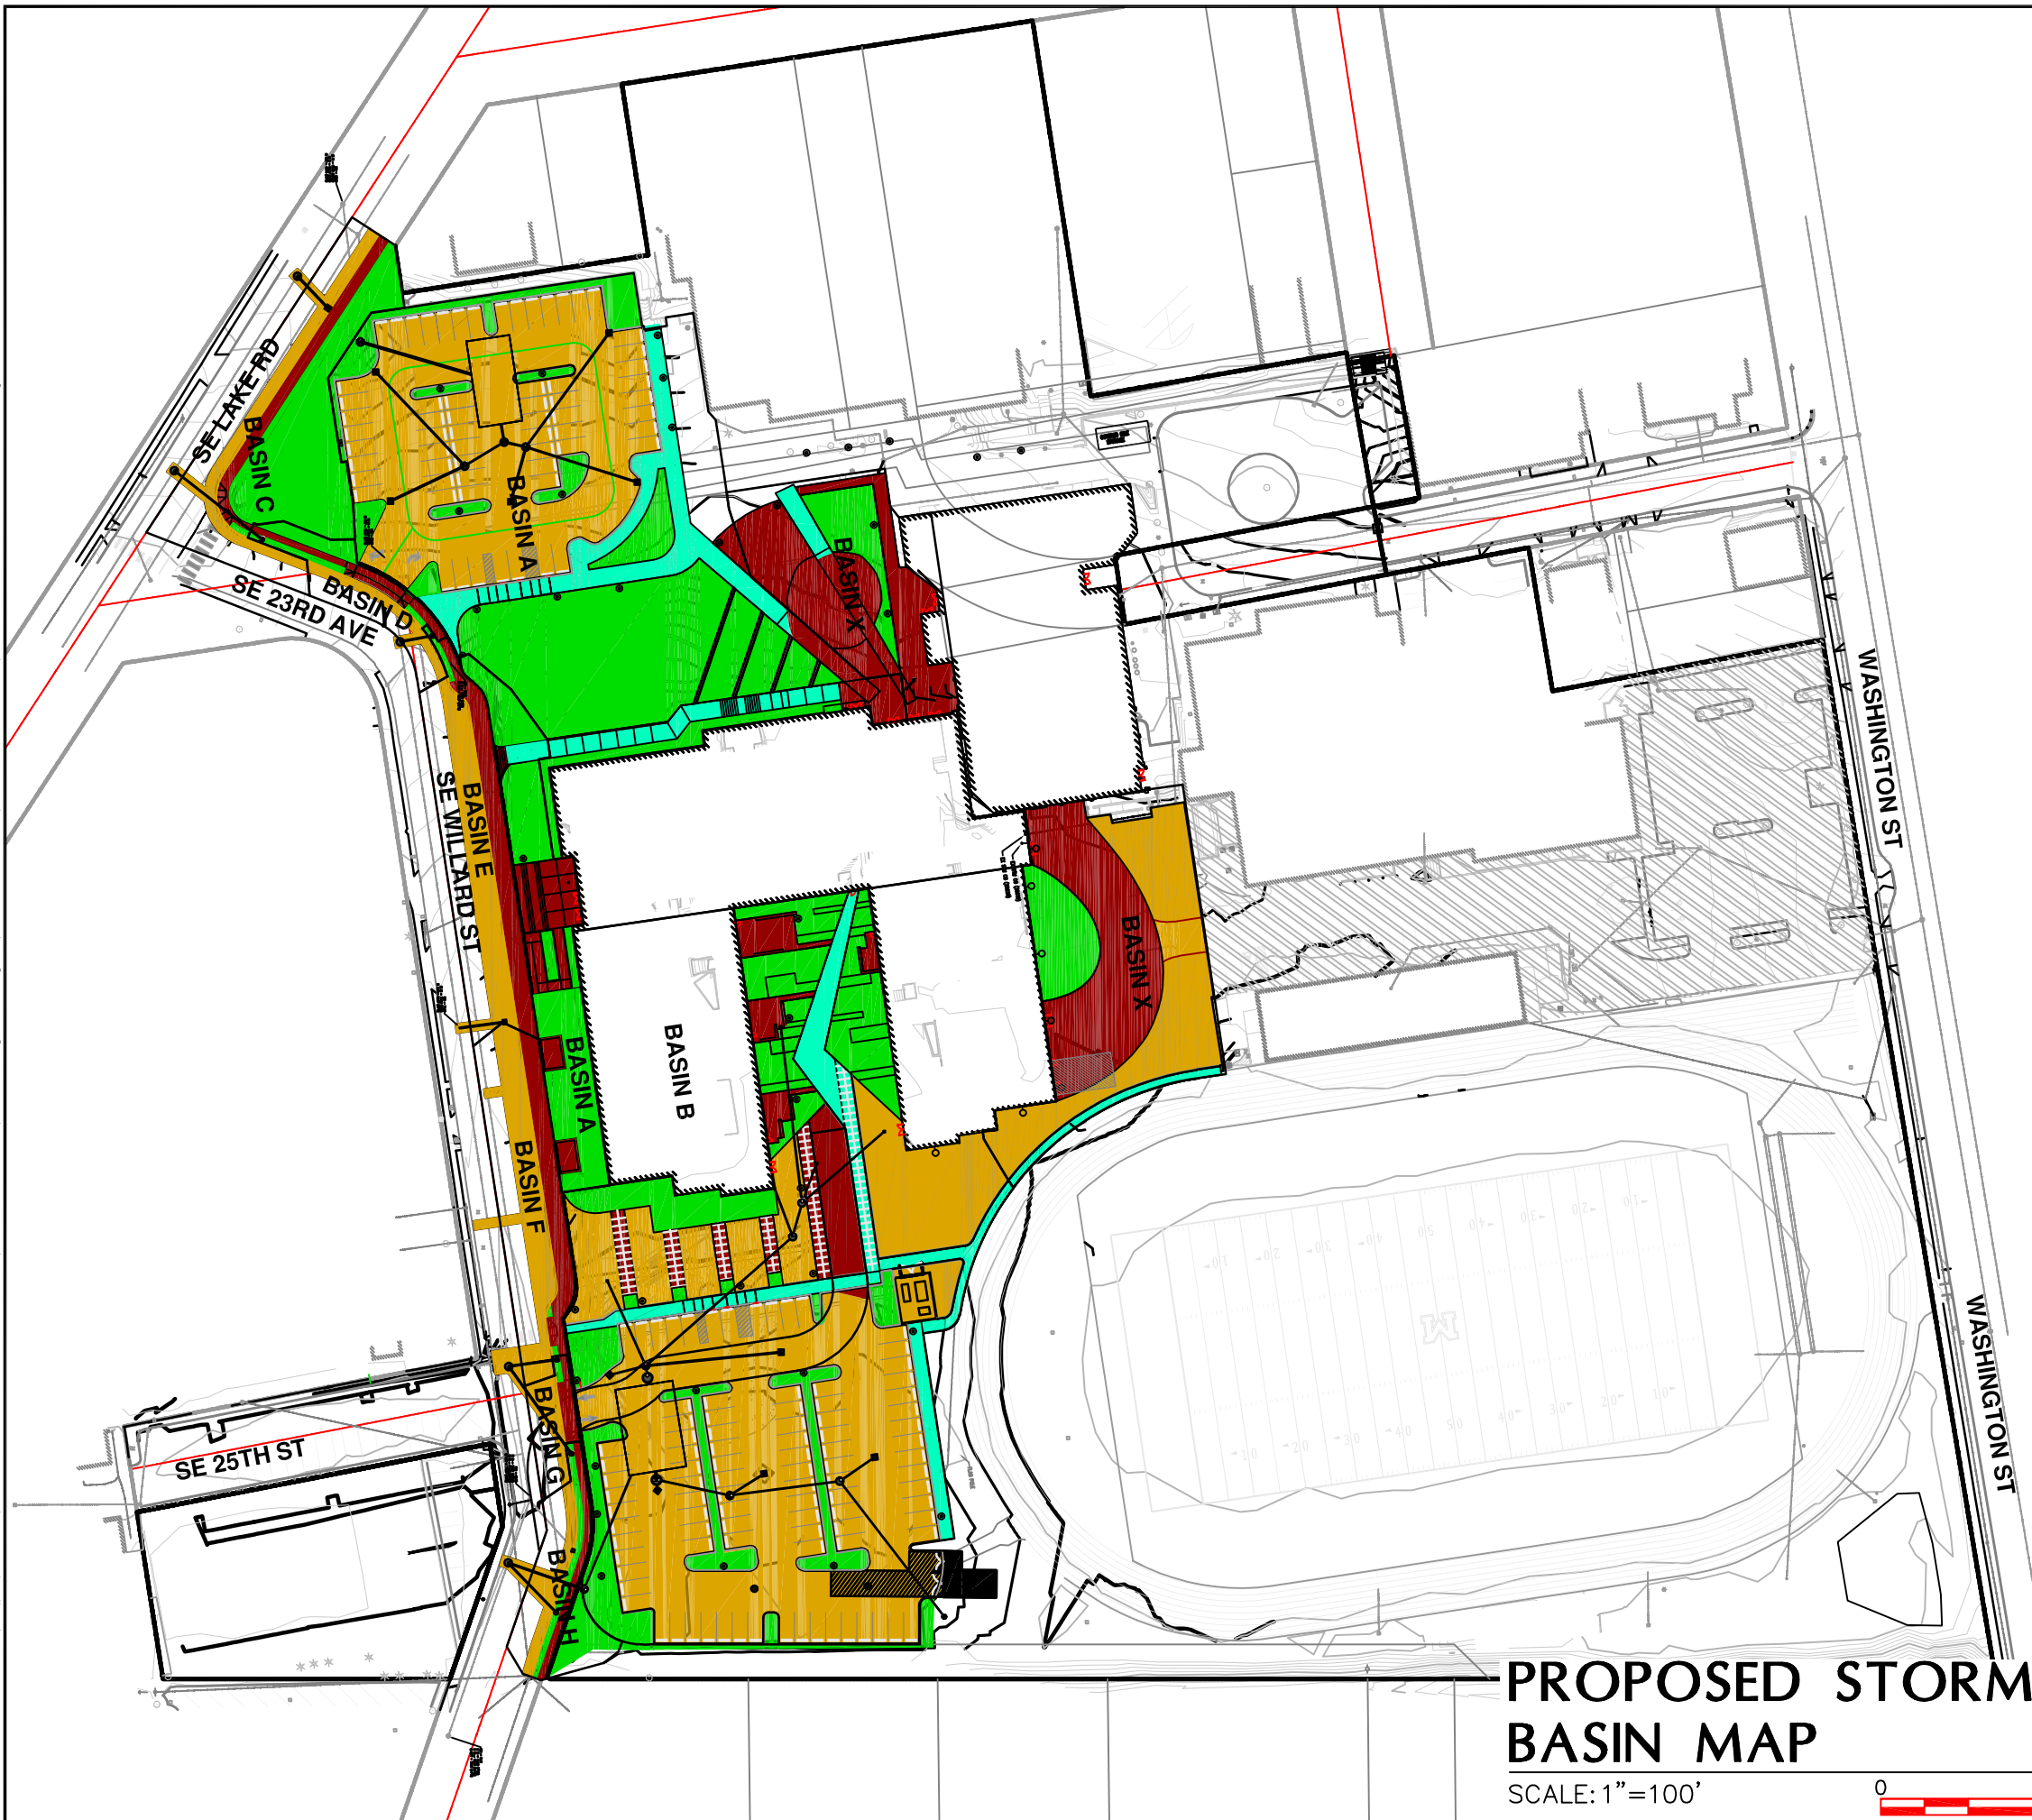 SE LAKE RD
BASIN C
BASIN A
BASIN X
BASIN D
SE 23RD AVE
WASHINGTON ST
BASIN E
SE WILLARD ST
BASIN X
BASIN A
BASIN B
BASIN F
M
WASHINGTON ST
BASIN G
SE 25TH ST
BASIN H
PROPOSED STORM
BASIN MAP
SCALE: 1"=100'
0